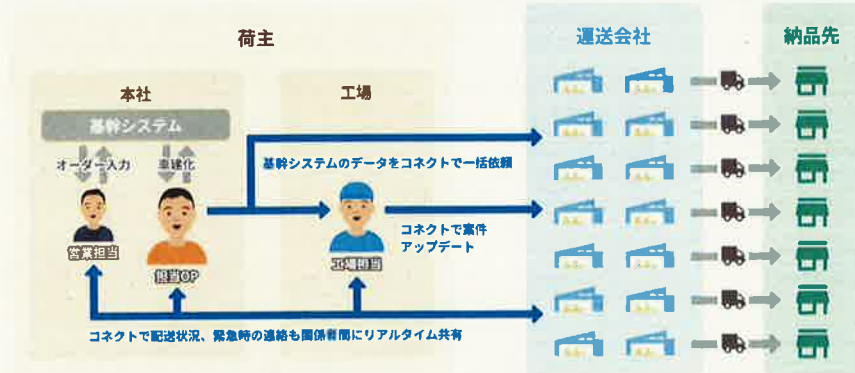 荷主
運送会社
納品先
本社
工場
基幹システム
オーダー入力
車建化
基幹システムのデータをコネクトで一括依頼
コネクトで案件
アップデート
営業担当
担当OP
工場担当
コネクトで配送状況、緊急時の連絡も関係者間にリアルタイム共有